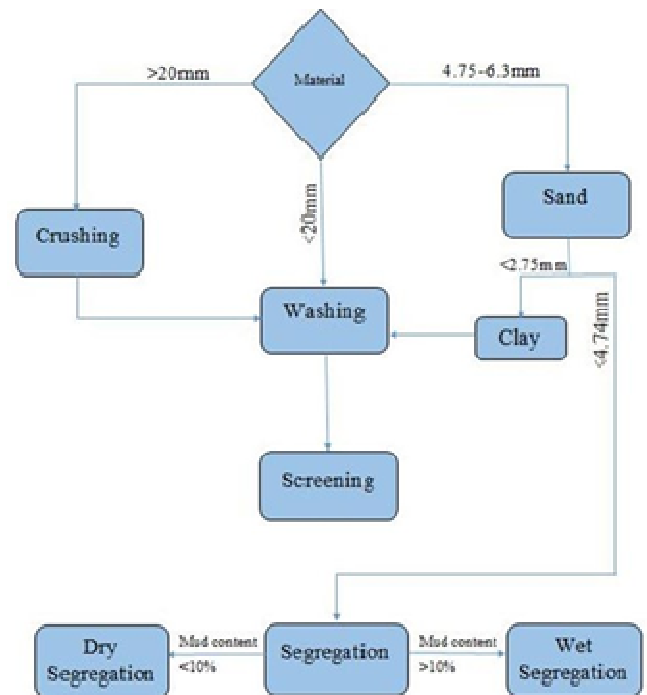 Material
>20mm
4.75-6.3mm
<20mm
Crushing
Sand
<2.75mm
<4.74mm
Washing
Clay
Screening
Dry
Segregation
Mud content
<10%
Segregation
Mud content
>10%
Wet
Segregation